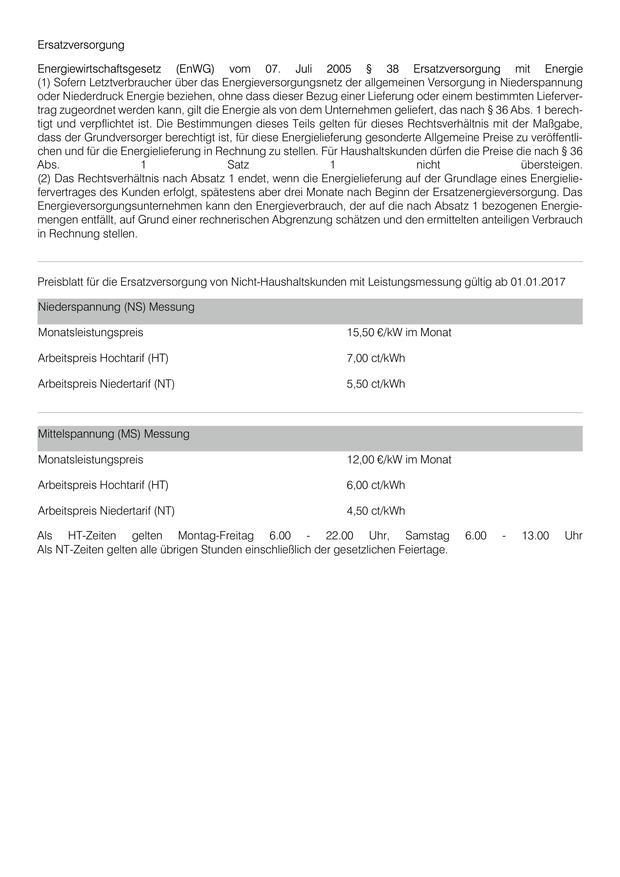 Ersatzversorgung
Energiewirtschaftsgesetz (EnWG) vom 07. Juli 2005 § 38 Ersatzversorgung mit Energie
(1) Sofern Letztverbraucher über das Energieversorgungsnetz der allgemeinen Versorgung in Niederspannung
oder Niederdruck Energie beziehen, ohne dass dieser Bezug einer Lieferung oder einem bestimmten Lieferver-
trag zugeordnet werden kann, gilt die Energie als von dem Unternehmen geliefert, das nach § 36 Abs. 1 berech-
tigt und verpflichtet ist. Die Bestimmungen dieses Teils gelten für dieses Rechtsverhältnis mit der Maßgabe,
dass der Grundversorger berechtigt ist, für diese Energielieferung gesonderte Allgemeine Preise zu veröffentli-
chen und für die Energielieferung in Rechnung zu stellen. Für Haushaltskunden dürfen die Preise die nach § 36
Abs. 1 Satz 1 nicht übersteigen.
(2) Das Rechtsverhältnis nach Absatz 1 endet, wenn die Energielieferung auf der Grundlage eines Energielie-
fervertrages des Kunden erfolgt, spätestens aber drei Monate nach Beginn der Ersatzenergieversorgung. Das
Energieversorgungsunternehmen kann den Energieverbrauch, der auf die nach Absatz 1 bezogenen Energie-
mengen entfällt, auf Grund einer rechnerischen Abgrenzung schätzen und den ermittelten anteiligen Verbrauch
in Rechnung stellen.
Preisblatt für die Ersatzversorgung von Nicht-Haushaltskunden mit Leistungsmessung gültig ab 01.01.2017
Niederspannung (NS) Messung
Monatsleistungspreis 15,50 €/kW im Monat
Arbeitspreis Hochtarif (HT) 7,00 ct/kWh
Arbeitspreis Niedertarif (NT) 5,50 ct/kWh
Mittelspannung (MS) Messung
Monatsleistungspreis 12,00 €/kW im Monat
Arbeitspreis Hochtarif (HT) 6,00 ct/kWh
Arbeitspreis Niedertarif (NT) 4,50 ct/kWh
Als HT-Zeiten gelten Montag-Freitag 6.00 - 22.00 Uhr, Samstag 6.00 - 13.00 Uhr
Als NT-Zeiten gelten alle übrigen Stunden einschließlich der gesetzlichen Feiertage.